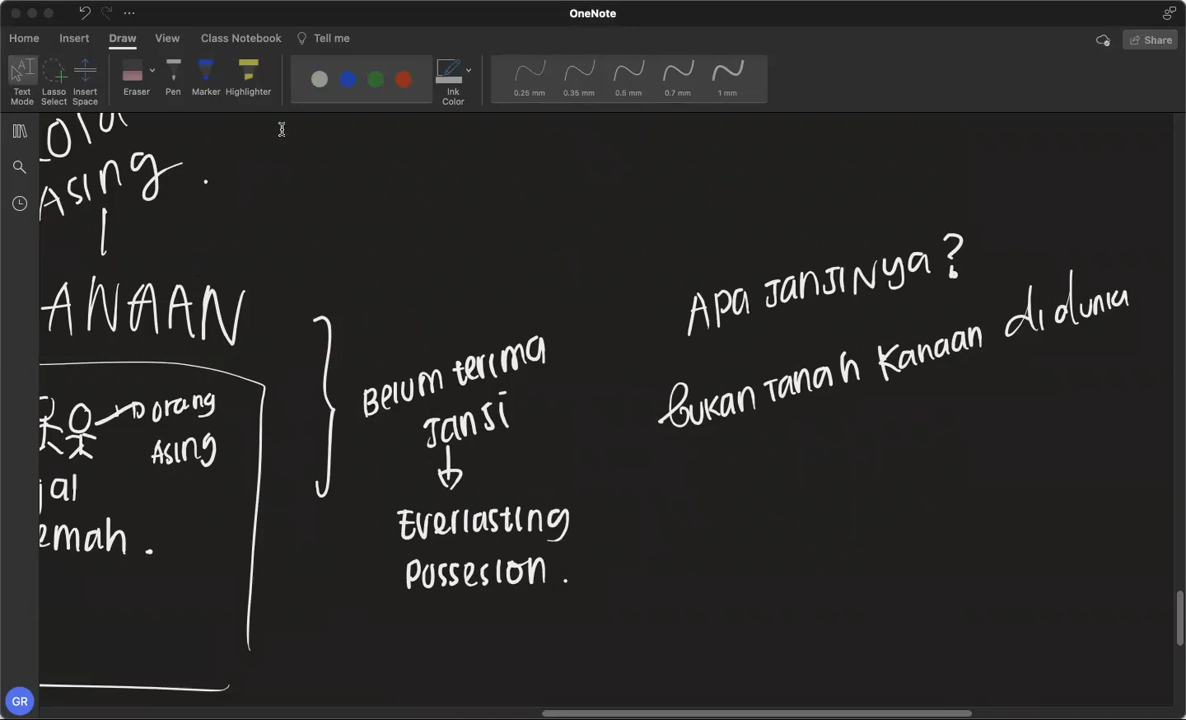 OneNote
Home Insert Draw View Class Notebook Tell me
Share
Text Mode
Lasso Select
Insert Space
Eraser
Pen
Marker
Highlighter
Ink Color
0.25 mm 0.35 mm 0.5 mm 0.7 mm 1 mm
Asing .
ANAAN
orang
Asing
jal
emah .
Belum terima
Janji
Everlasting
Possesion .
Apa Janjinya ?
bukan Tanah Kanaan di dunia
GR